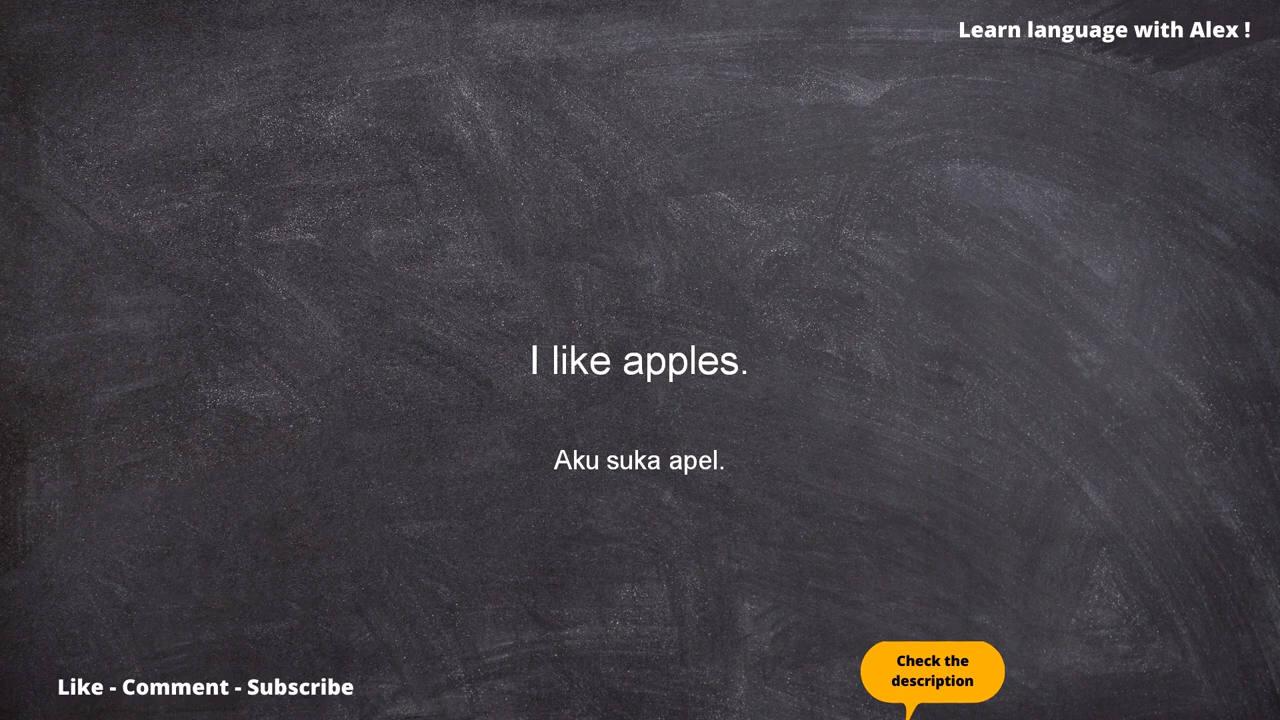 Learn language with Alex !
I like apples.
Aku suka apel.
Check the
description
Like - Comment - Subscribe